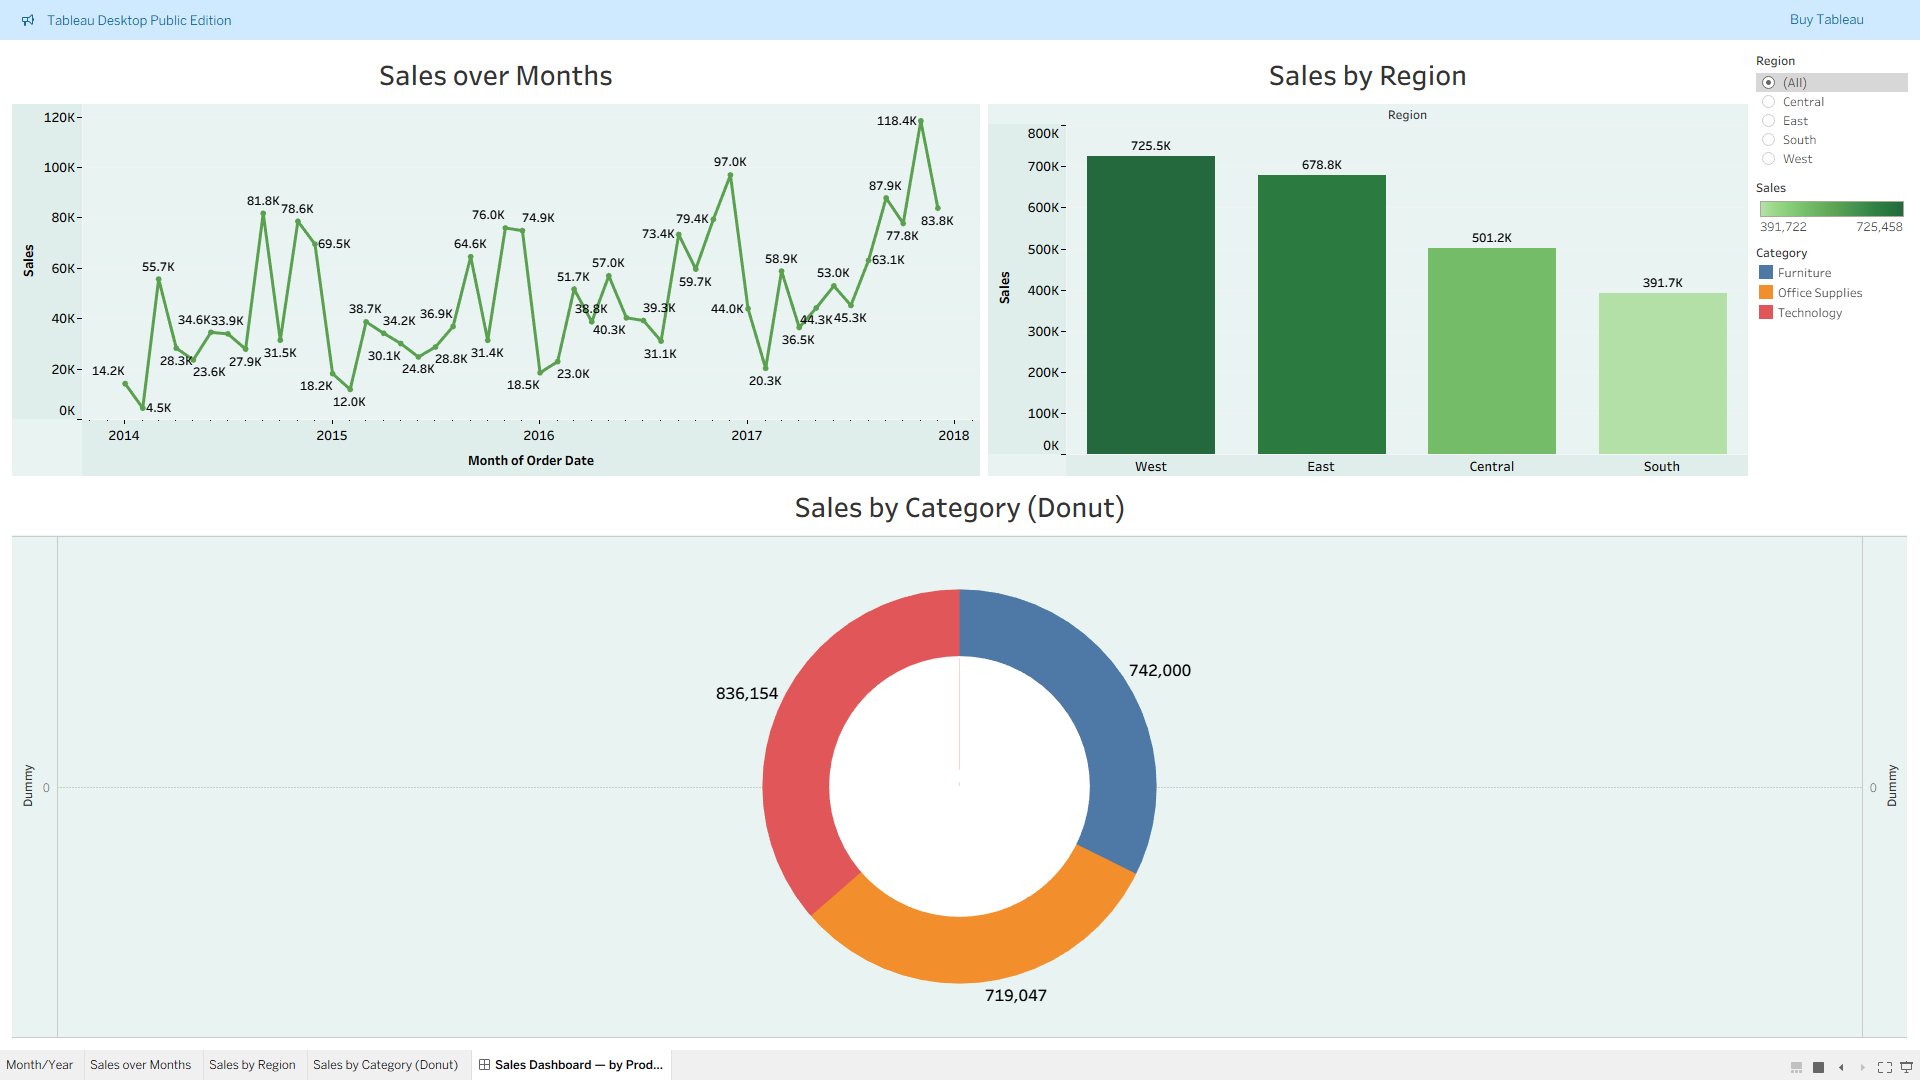 Tableau Desktop Public Edition
Buy Tableau
Sales over Months
Sales
120K
100K
80K
60K
40K
20K
0K
14.2K
4.5K
55.7K
28.3K
23.6K
34.6K
33.9K
27.9K
81.8K
31.5K
78.6K
69.5K
18.2K
12.0K
38.7K
34.2K
30.1K
24.8K
28.8K
36.9K
64.6K
31.4K
76.0K
74.9K
18.5K
23.0K
51.7K
38.8K
57.0K
40.3K
39.3K
31.1K
73.4K
59.7K
79.4K
97.0K
44.0K
20.3K
58.9K
36.5K
44.3K
53.0K
45.3K
63.1K
87.9K
77.8K
118.4K
83.8K
2014
2015
2016
2017
2018
Month of Order Date
Sales by Region
Region
Sales
800K
700K
600K
500K
400K
300K
200K
100K
0K
725.5K
678.8K
501.2K
391.7K
West
East
Central
South
Region
(All)
Central
East
South
West
Sales
391,722
725,458
Category
Furniture
Office Supplies
Technology
Sales by Category (Donut)
Dummy
0
836,154
742,000
719,047
0
Dummy
Month/Year
Sales over Months
Sales by Region
Sales by Category (Donut)
Sales Dashboard — by Prod...